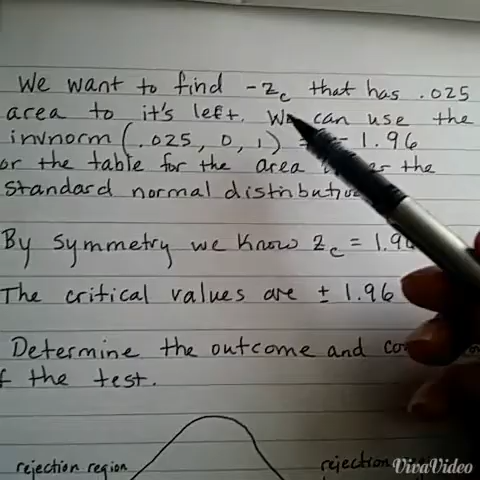 We want to find -zc that has .025
area to it's left. We can use the
invnorm (.025, 0, 1) = -1.96
or the table for the area the
standard normal
By symmetry we know zc = 1.96
The critical values are ± 1.96
Determine the outcome and
the test.
rejection region rejection
VivaVideo